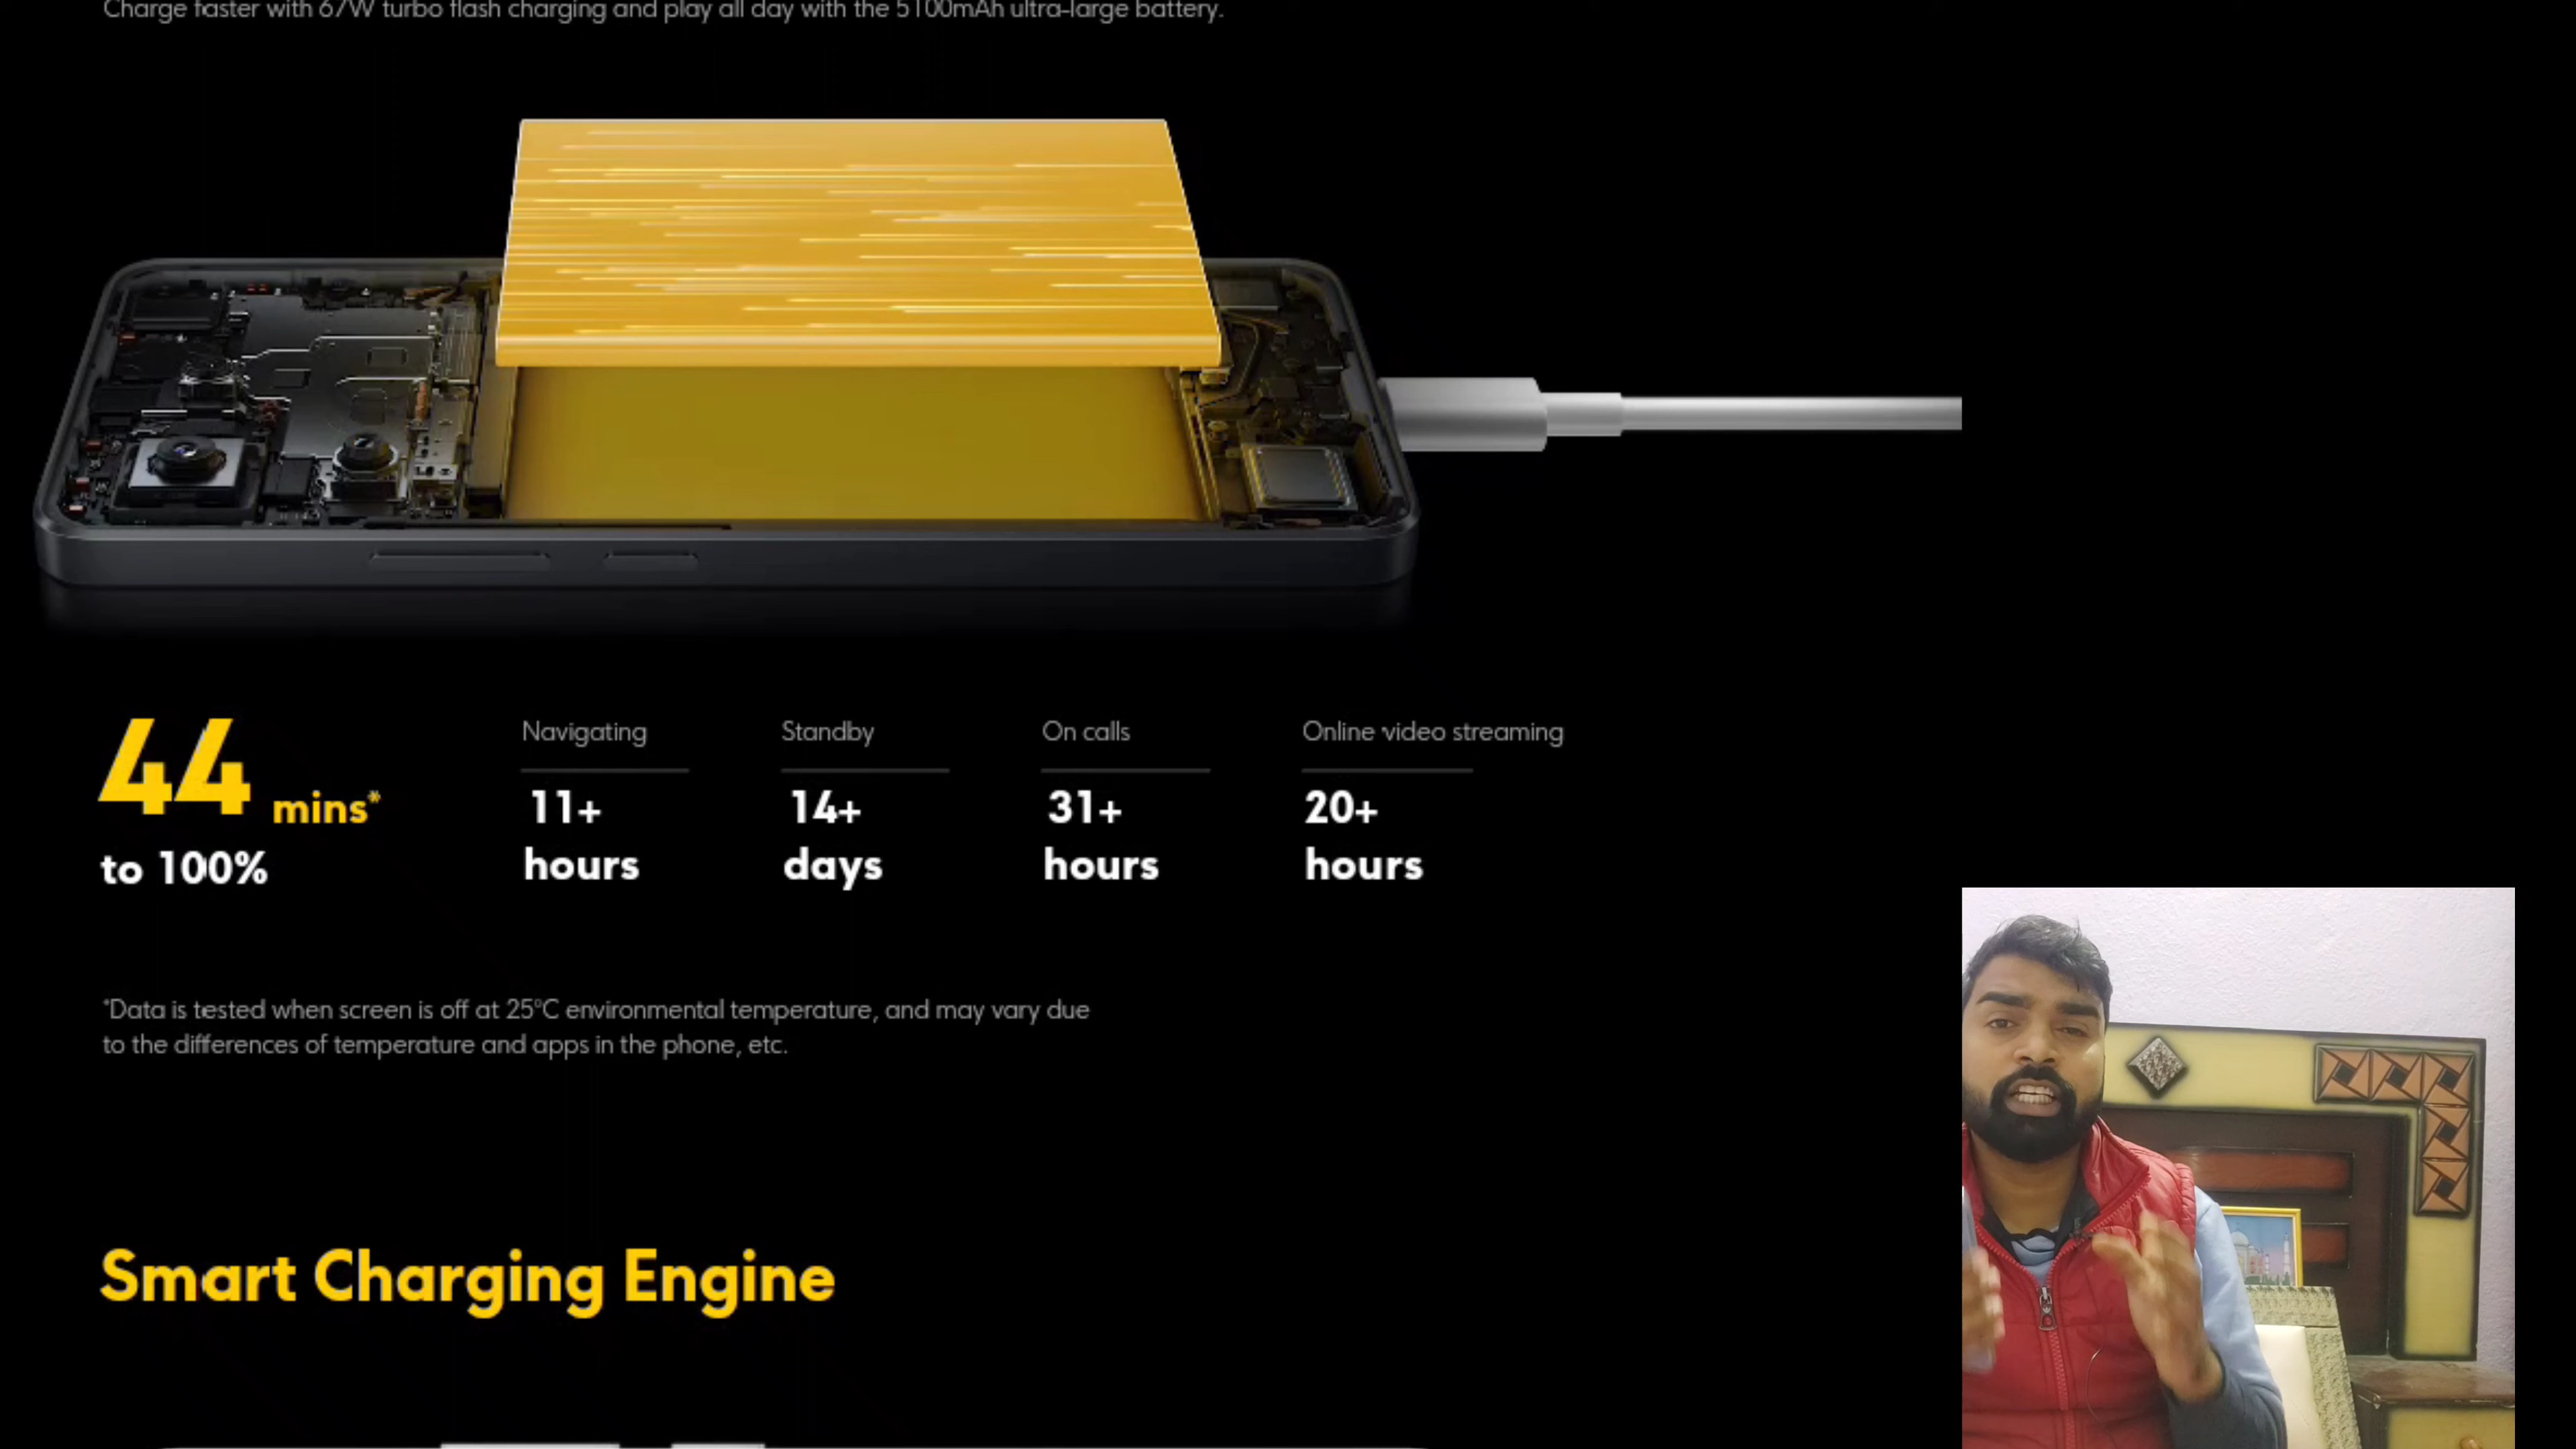 Charge faster with 67W turbo flash charging and play all day with the 5100mAh ultra-large battery.
44 mins*
to 100%
Navigating
11+
hours
Standby
14+
days
On calls
31+
hours
Online video streaming
20+
hours
*Data is tested when screen is off at 25°C environmental temperature, and may vary due
to the differences of temperature and apps in the phone, etc.
Smart Charging Engine